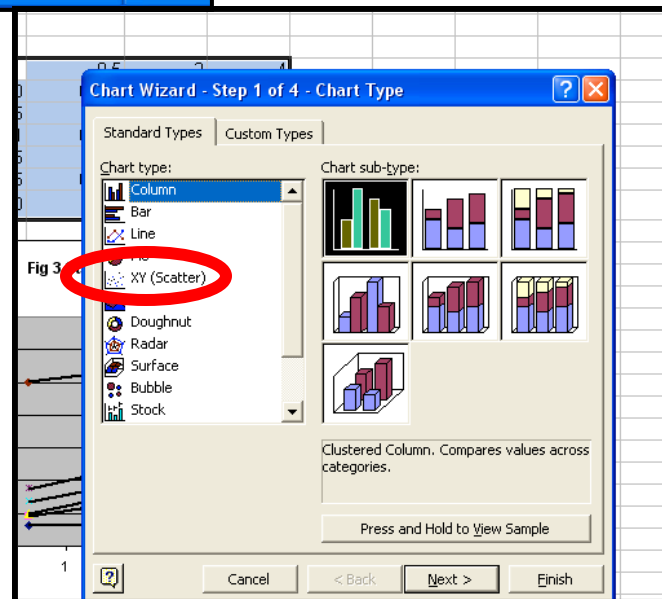 Chart Wizard - Step 1 of 4 - Chart Type
Standard Types
Custom Types
Chart type:
Column
Bar
Line
XY (Scatter)
Doughnut
Radar
Surface
Bubble
Stock
Chart sub-type:
Clustered Column. Compares values across
categories.
Press and Hold to View Sample
Cancel
< Back
Next >
Finish
Fig 3
1